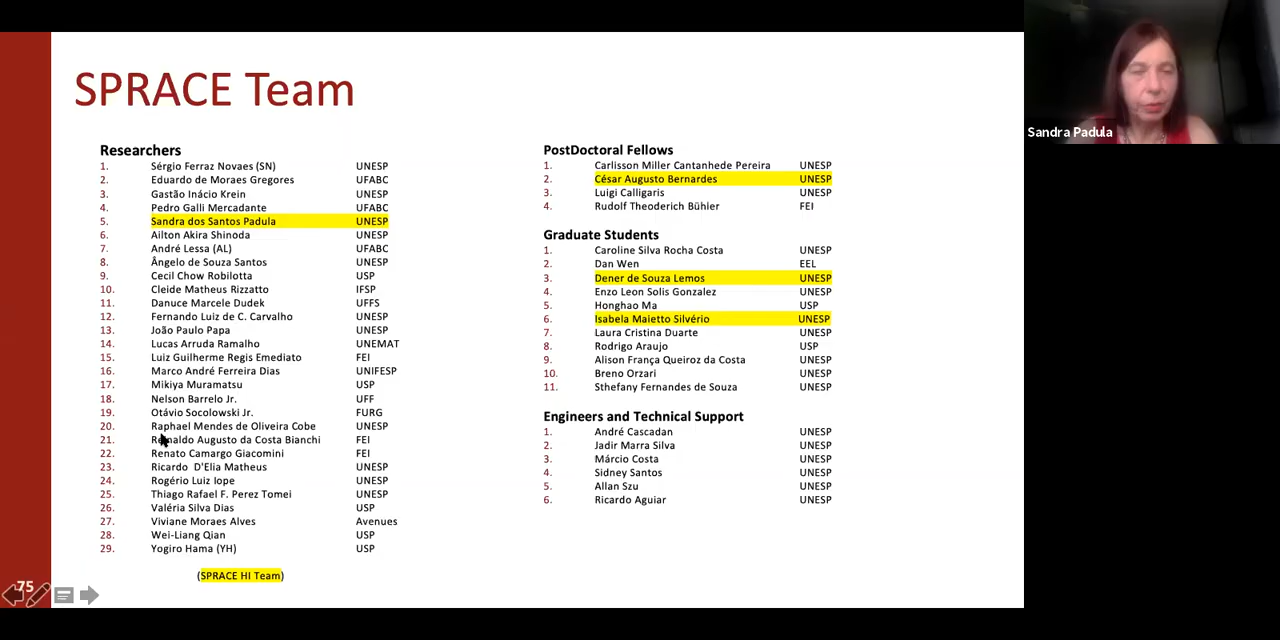 SPRACE Team
Researchers
1. Sérgio Ferraz Novaes (SN) UNESP
2. Eduardo de Moraes Gregores UFABC
3. Gastão Inácio Krein UNESP
4. Pedro Galli Mercadante UFABC
5. Sandra dos Santos Padula UNESP
6. Ailton Akira Shinoda UNESP
7. André Lessa (AL) UFABC
8. Ângelo de Souza Santos UNESP
9. Cecil Chow Robilotta USP
10. Cleide Matheus Rizzatto IFSP
11. Danuce Marcele Dudek UFFS
12. Fernando Luiz de C. Carvalho UNESP
13. João Paulo Papa UNESP
14. Lucas Arruda Ramalho UNEMAT
15. Luiz Guilherme Regis Emediato FEI
16. Marco André Ferreira Dias UNIFESP
17. Mikiya Muramatsu USP
18. Nelson Barrelo Jr. UFF
19. Otávio Socolowski Jr. FURG
20. Raphael Mendes de Oliveira Cobe UNESP
21. Reinaldo Augusto da Costa Bianchi FEI
22. Renato Camargo Giacomini FEI
23. Ricardo D'Elia Matheus UNESP
24. Rogério Luiz Iope UNESP
25. Thiago Rafael F. Perez Tomei UNESP
26. Valéria Silva Dias USP
27. Viviane Moraes Alves Avenues
28. Wei-Liang Qian USP
29. Yogiro Hama (YH) USP
(SPRACE HI Team)
PostDoctoral Fellows
1. Carlisson Miller Cantanhede Pereira UNESP
2. César Augusto Bernardes UNESP
3. Luigi Calligaris UNESP
4. Rudolf Theoderich Bühler FEI
Graduate Students
1. Caroline Silva Rocha Costa UNESP
2. Dan Wen EEL
3. Dener de Souza Lemos UNESP
4. Enzo Leon Solis Gonzalez UNESP
5. Honghao Ma USP
6. Isabela Maietto Silvério UNESP
7. Laura Cristina Duarte UNESP
8. Rodrigo Araujo USP
9. Alison França Queiroz da Costa UNESP
10. Breno Orzari UNESP
11. Sthefany Fernandes de Souza UNESP
Engineers and Technical Support
1. André Cascadan UNESP
2. Jadir Marra Silva UNESP
3. Márcio Costa UNESP
4. Sidney Santos UNESP
5. Allan Szu UNESP
6. Ricardo Aguiar UNESP
75
Sandra Padula